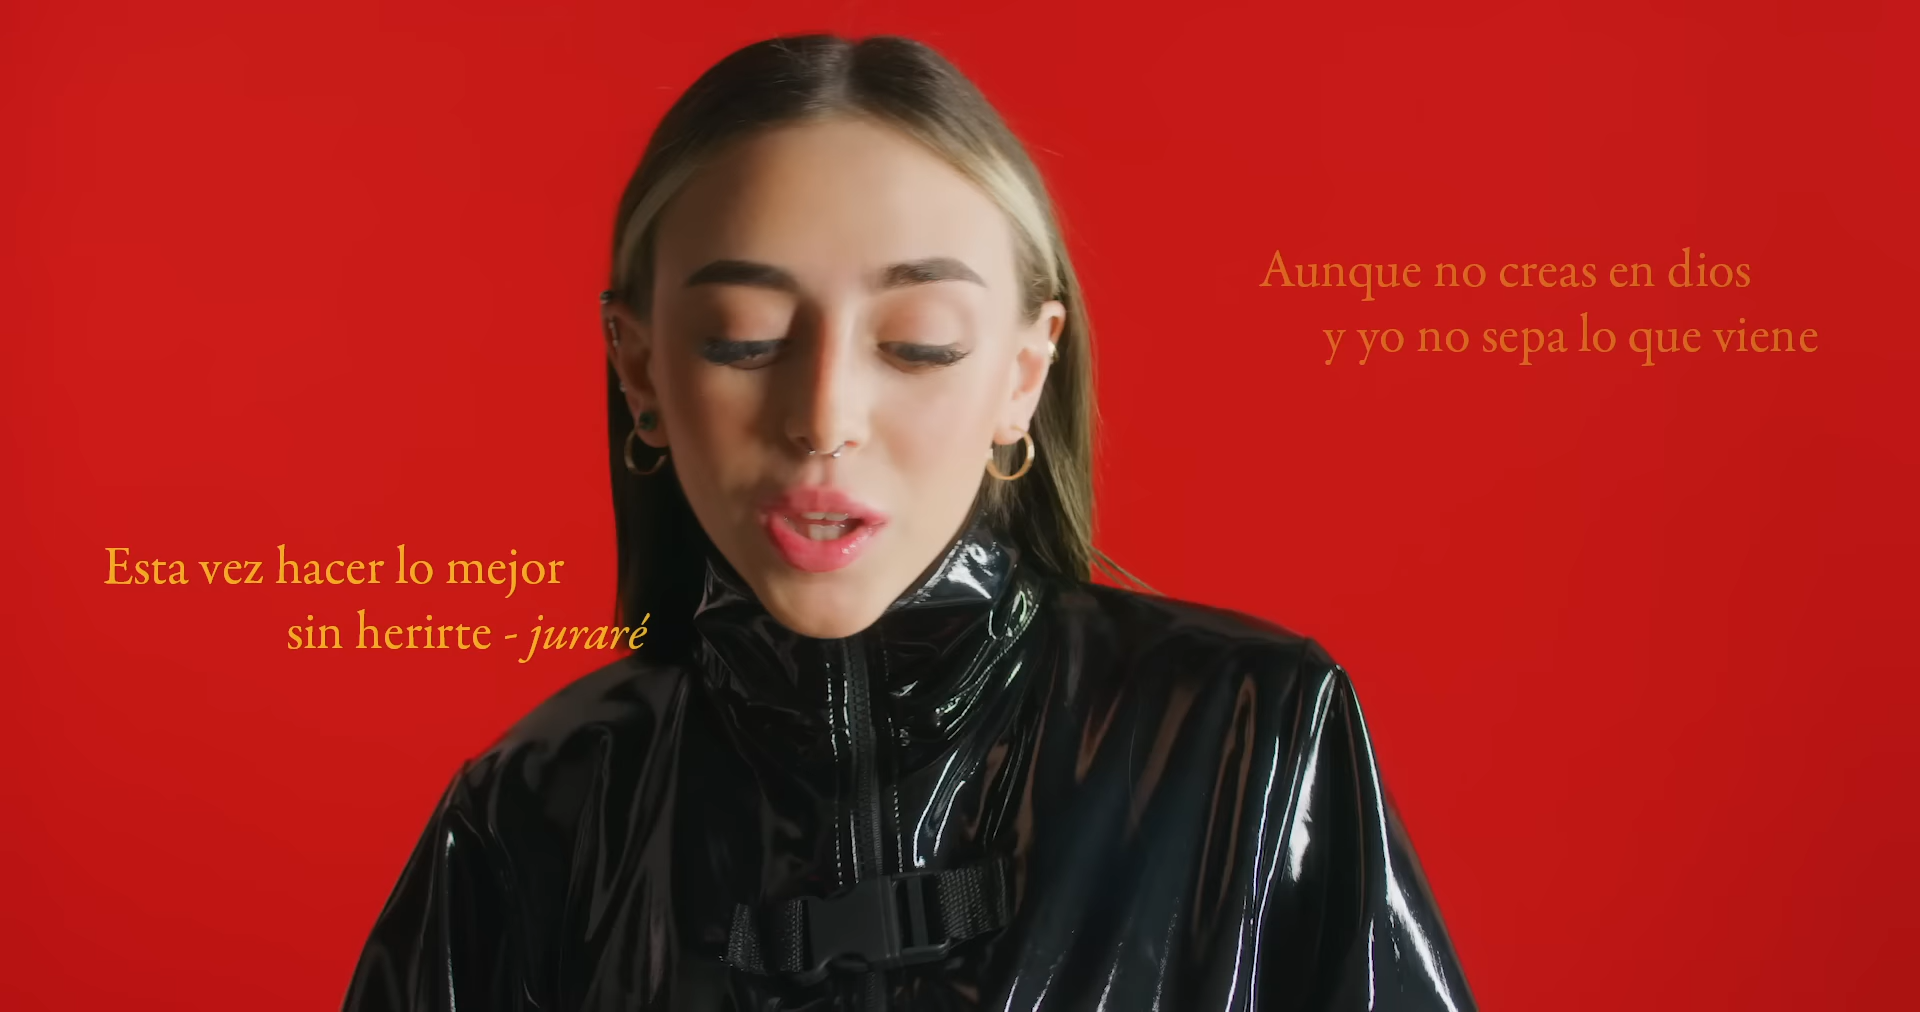 Aunque no creas en dios
y yo no sepa lo que viene
Esta vez hacer lo mejor
sin herirte - juraré